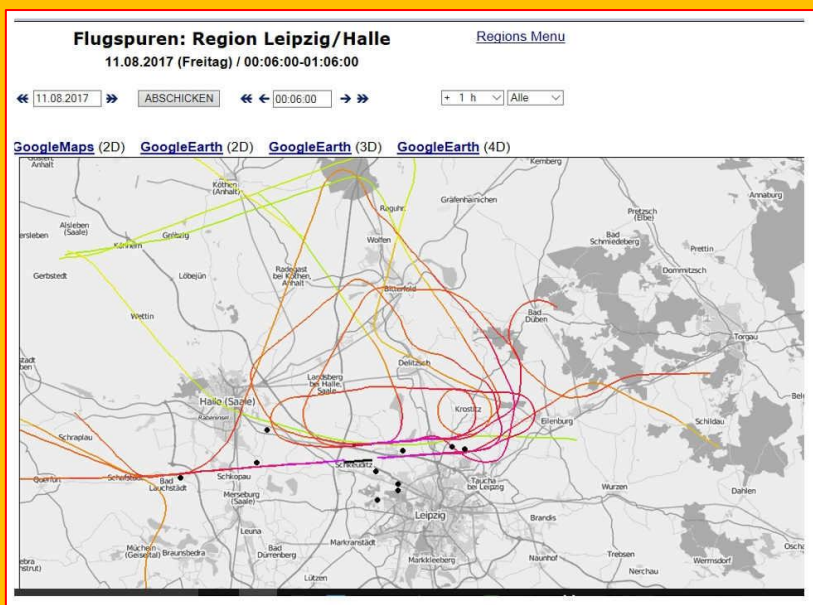 Flugspuren: Region Leipzig/Halle
Regions Menu
11.08.2017 (Freitag) / 00:06:00-01:06:00
11.08.2017
ABSCHICKEN
00:06:00
+ 1 h
Alle
GoogleMaps (2D) GoogleEarth (2D) GoogleEarth (3D) GoogleEarth (4D)
Anhalt
Kemberg
Köthen
(Anhalt)
Annaburg
Raguhn
Gräfenhainichen
Pretzsch
(Elbe)
Alsleben
(Saale)
Gröbzig
Wolfen
Bad
Schmiedeberg
Könnern
Prettin
Gerbstedt
Löbejün
Radegast
bei Köthen,
Anhalt
Dommitzsch
Bitterfeld
Wettin
Bad
Düben
Torgau
Delitzsch
Landsberg
bei Halle,
Saale
Halle (Saale)
Krostitz
Eilenburg
Schildau
Schraplau
Querfurt
Schafstädt
Bad
Lauchstädt
Schkopau
Schkeuditz
Taucha
bei Leipzig
Merseburg
(Saale)
Wurzen
Dahlen
Leipzig
Brandis
Leuna
Markranstädt
Mücheln
(Geiseltal)
Braunsbedra
Bad
Dürrenberg
Markkleeberg
Naunhof
Trebsen
Wermsdorf
Nerchau
Lützen